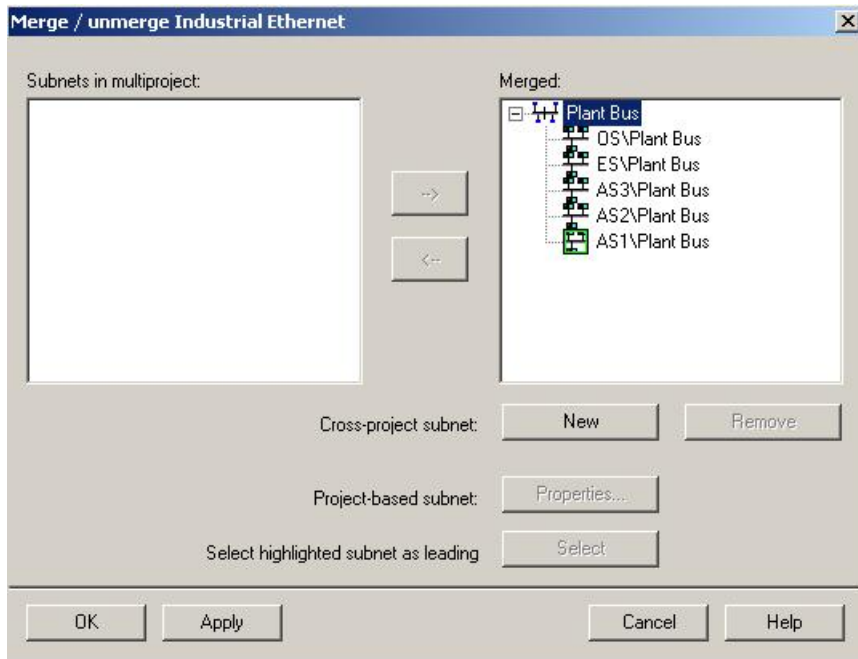 Merge / unmerge Industrial Ethernet
Subnets in multiproject:
Merged:
Plant Bus
OS\Plant Bus
ES\Plant Bus
AS3\Plant Bus
AS2\Plant Bus
AS1\Plant Bus
-->
<--
Cross-project subnet:
New
Remove
Project-based subnet:
Properties...
Select highlighted subnet as leading
Select
OK
Apply
Cancel
Help